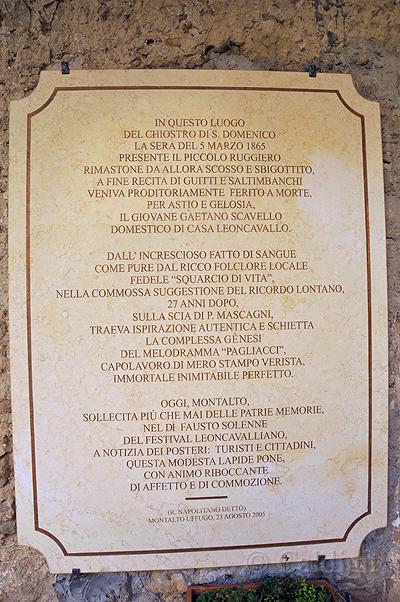 IN QUESTO LUOGO
DEL CHIOSTRO DI S. DOMENICO
LA SERA DEL 5 MARZO 1865
PRESENTE IL PICCOLO RUGGIERO
RIMASTONE DA ALLORA SCOSSO E SBIGOTTITO,
A FINE RECITA DI GUITTI E SALTIMBANCHI
VENIVA PRODITORIAMENTE FERITO A MORTE,
PER ASTIO E GELOSIA,
IL GIOVANE GAETANO SCAVELLO
DOMESTICO DI CASA LEONCAVALLO.
DALL' INCRESCIOSO FATTO DI SANGUE
COME PURE DAL RICCO FOLCLORE LOCALE
FEDELE "SQUARCIO DI VITA",
NELLA COMMOSSA SUGGESTIONE DEL RICORDO LONTANO,
27 ANNI DOPO,
SULLA SCIA DI P. MASCAGNI,
TRAEVA ISPIRAZIONE AUTENTICA E SCHIETTA
LA COMPLESSA GÈNESI
DEL MELODRAMMA "PAGLIACCI",
CAPOLAVORO DI MERO STAMPO VERISTA,
IMMORTALE INIMITABILE PERFETTO.
OGGI, MONTALTO,
SOLLECITA PIÙ CHE MAI DELLE PATRIE MEMORIE,
NEL DÌ FAUSTO SOLENNE
DEL FESTIVAL LEONCAVALLIANO,
A NOTIZIA DEI POSTERI: TURISTI E CITTADINI,
QUESTA MODESTA LAPIDE PONE,
CON ANIMO RIBOCCANTE
DI AFFETTO E DI COMMOZIONE.
(R. NAPOLITANO DETTÒ)
MONTALTO UFFUGO, 23 AGOSTO 2005